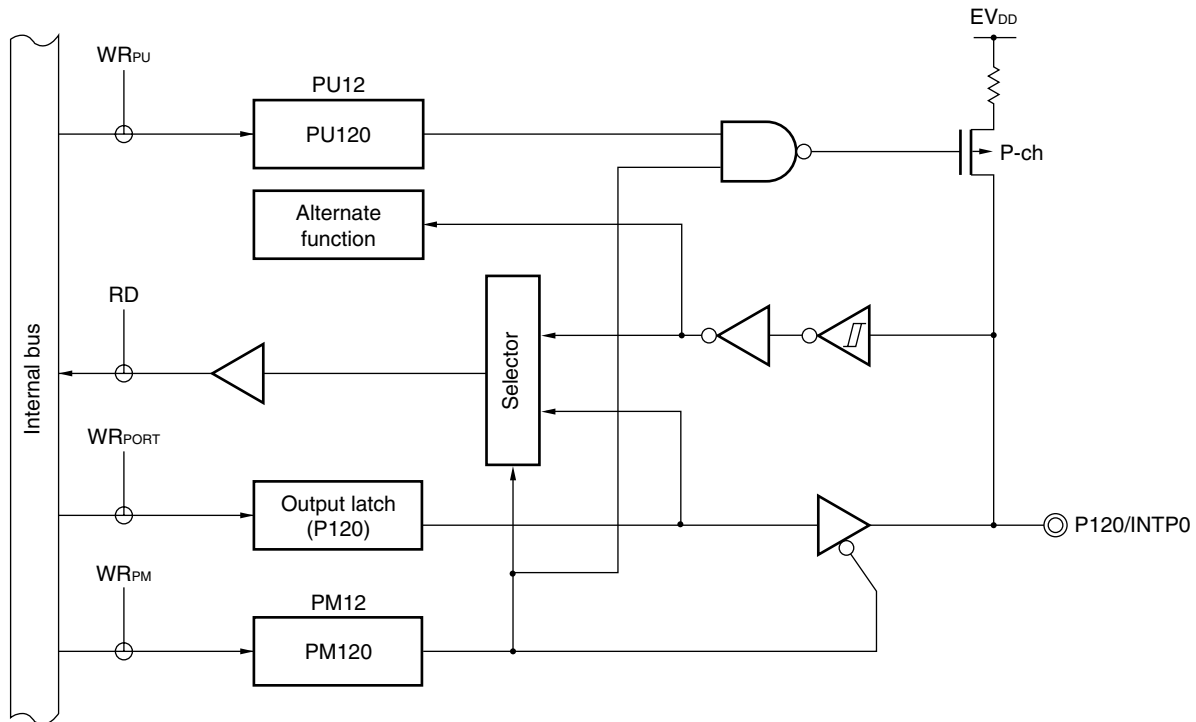 EVDD
WRPU
PU12
PU120
P-ch
Alternate
function
RD
Internal bus
Selector
WRPORT
Output latch
(P120)
P120/INTP0
WRPM
PM12
PM120